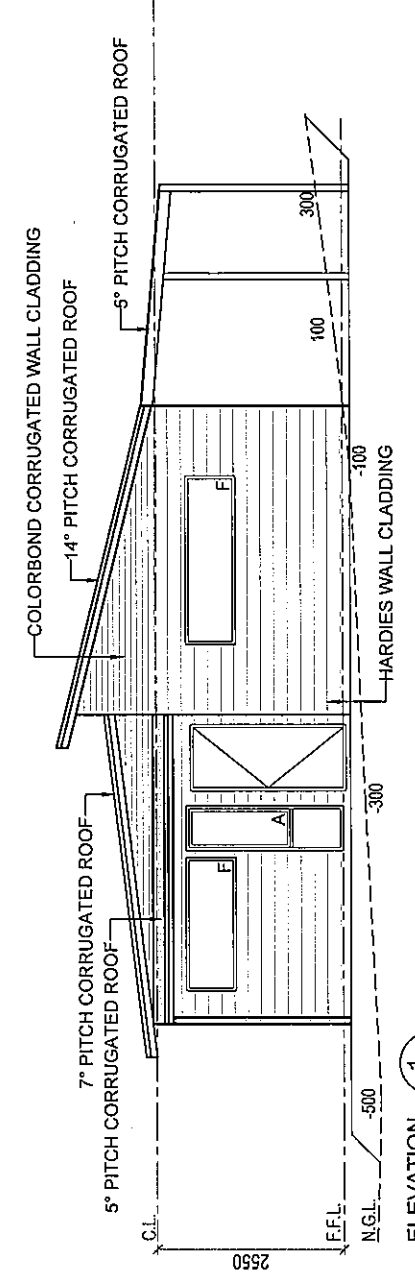 COLORBOND CORRUGATED WALL CLADDING
14° PITCH CORRUGATED ROOF
5° PITCH CORRUGATED ROOF
7° PITCH CORRUGATED ROOF
5° PITCH CORRUGATED ROOF
C.L.
2550
F.F.L.
N.G.L.
F
A
F
-500
-300
-100
100
300
HARDIES WALL CLADDING
ELEVATION 1